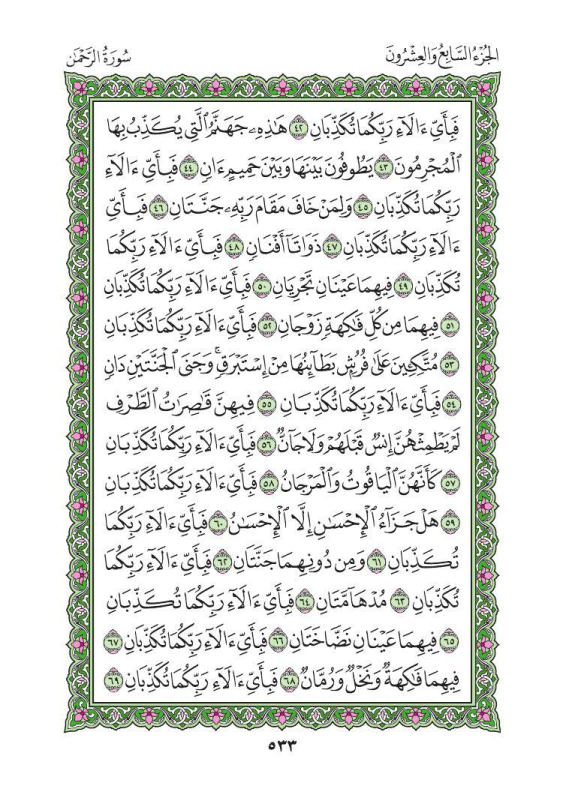 الجُزْءُ السَّابِعُ وَالعِشْرُونَ
سُورَةُ الرَّحْمَٰن
فَبِأَيِّ ءَالَآءِ رَبِّكُمَا تُكَذِّبَانِ ٤٢ هَٰذِهِۦ جَهَنَّمُ ٱلَّتِي يُكَذِّبُ بِهَا
ٱلۡمُجۡرِمُونَ ٤٣ يَطُوفُونَ بَيۡنَهَا وَبَيۡنَ حَمِيمٍ ءَانٖ ٤٤ فَبِأَيِّ ءَالَآءِ
رَبِّكُمَا تُكَذِّبَانِ ٤٥ وَلِمَنۡ خَافَ مَقَامَ رَبِّهِۦ جَنَّتَانِ ٤٦ فَبِأَيِّ
ءَالَآءِ رَبِّكُمَا تُكَذِّبَانِ ٤٧ ذَوَاتَآ أَفۡنَانٖ ٤٨ فَبِأَيِّ ءَالَآءِ رَبِّكُمَا
تُكَذِّبَانِ ٤٩ فِيهِمَا عَيۡنَانِ تَجۡرِيَانِ ٥٠ فَبِأَيِّ ءَالَآءِ رَبِّكُمَا تُكَذِّبَانِ
٥١ فِيهِمَا مِن كُلِّ فَٰكِهَةٖ زَوۡجَانِ ٥٢ فَبِأَيِّ ءَالَآءِ رَبِّكُمَا تُكَذِّبَانِ
٥٣ مُتَّكِـِٔينَ عَلَىٰ فُرُشِۭ بَطَآئِنُهَا مِنۡ إِسۡتَبۡرَقٖۚ وَجَنَى ٱلۡجَنَّتَيۡنِ دَانٖ
٥٤ فَبِأَيِّ ءَالَآءِ رَبِّكُمَا تُكَذِّبَانِ ٥٥ فِيهِنَّ قَٰصِرَٰتُ ٱلطَّرۡفِ
لَمۡ يَطۡمِثۡهُنَّ إِنسٞ قَبۡلَهُمۡ وَلَا جَآنّٞ ٥٦ فَبِأَيِّ ءَالَآءِ رَبِّكُمَا تُكَذِّبَانِ
٥٧ كَأَنَّهُنَّ ٱلۡيَاقُوتُ وَٱلۡمَرۡجَانُ ٥٨ فَبِأَيِّ ءَالَآءِ رَبِّكُمَا تُكَذِّبَانِ
٥٩ هَلۡ جَزَآءُ ٱلۡإِحۡسَٰنِ إِلَّا ٱلۡإِحۡسَٰنُ ٦٠ فَبِأَيِّ ءَالَآءِ رَبِّكُمَا
تُكَذِّبَانِ ٦١ وَمِن دُونِهِمَا جَنَّتَانِ ٦٢ فَبِأَيِّ ءَالَآءِ رَبِّكُمَا
تُكَذِّبَانِ ٦٣ مُدۡهَآمَّتَانِ ٦٤ فَبِأَيِّ ءَالَآءِ رَبِّكُمَا تُكَذِّبَانِ
٦٥ فِيهِمَا عَيۡنَانِ نَضَّاخَتَانِ ٦٦ فَبِأَيِّ ءَالَآءِ رَبِّكُمَا تُكَذِّبَانِ ٦٧
فِيهِمَا فَٰكِهَةٞ وَنَخۡلٞ وَرُمَّانٞ ٦٨ فَبِأَيِّ ءَالَآءِ رَبِّكُمَا تُكَذِّبَانِ ٦٩
٥٣٣